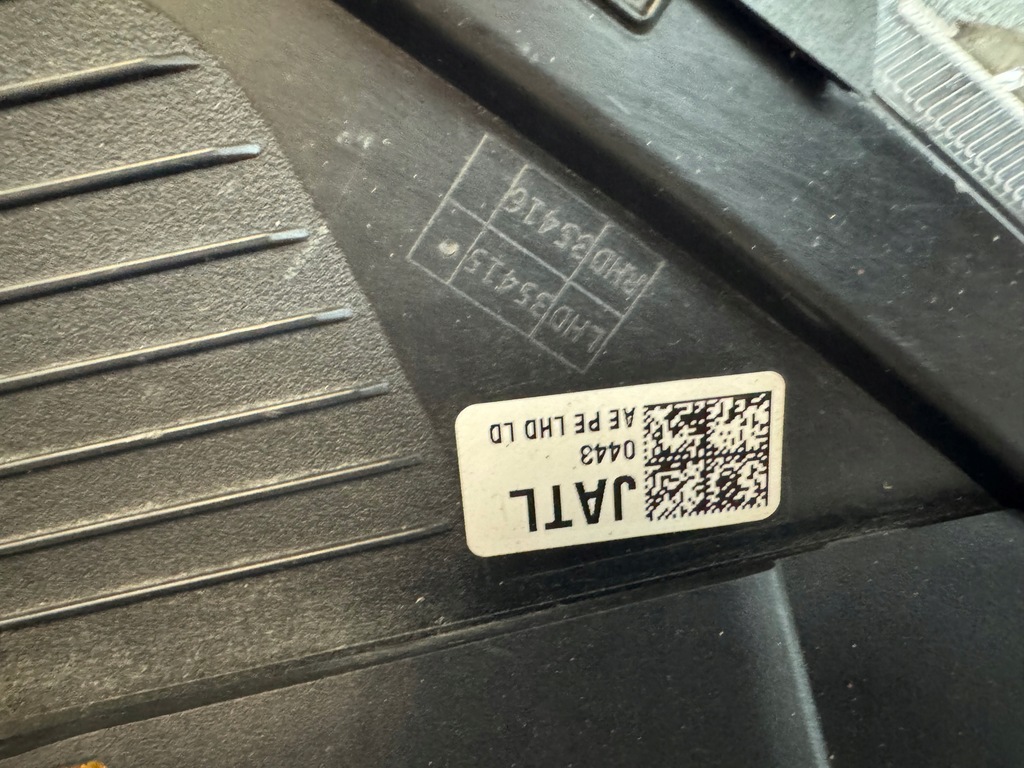 JATL
0443
AE PE LHD LD
LHD 35415
RHD 35416